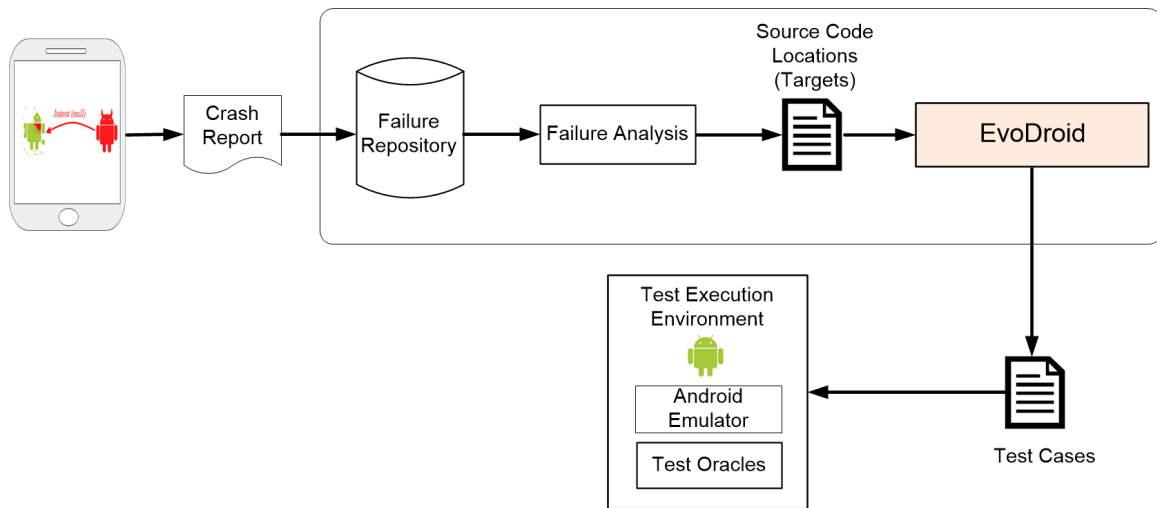 Intent (null)
Crash
Report
Failure
Repository
Failure Analysis
Source Code
Locations
(Targets)
EvoDroid
Test Execution
Environment
Android
Emulator
Test Oracles
Test Cases